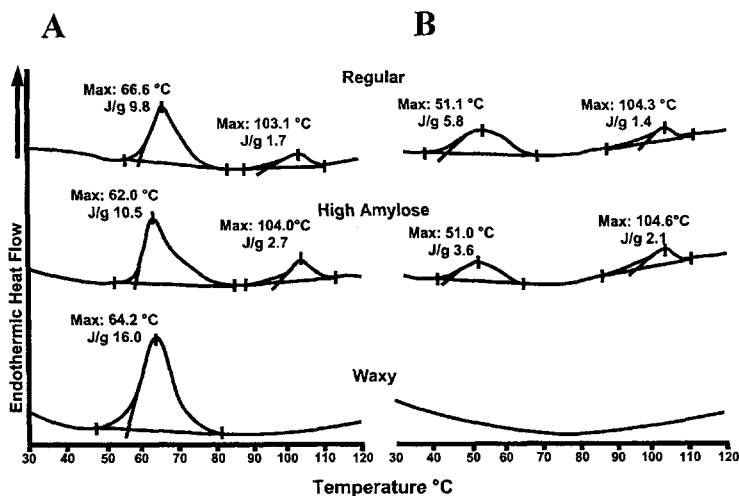 A
B
Regular
Max: 66.6 °C
J/g 9.8
Max: 103.1 °C
J/g 1.7
Max: 51.1 °C
J/g 5.8
Max: 104.3 °C
J/g 1.4
High Amylose
Max: 62.0 °C
J/g 10.5
Max: 104.0°C
J/g 2.7
Max: 51.0 °C
J/g 3.6
Max: 104.6°C
J/g 2.1
Waxy
Max: 64.2 °C
J/g 16.0
Endothermic Heat Flow
30 40 50 60 70 80 90 100 110 120
30 40 50 60 70 80 90 100 110 120
Temperature °C